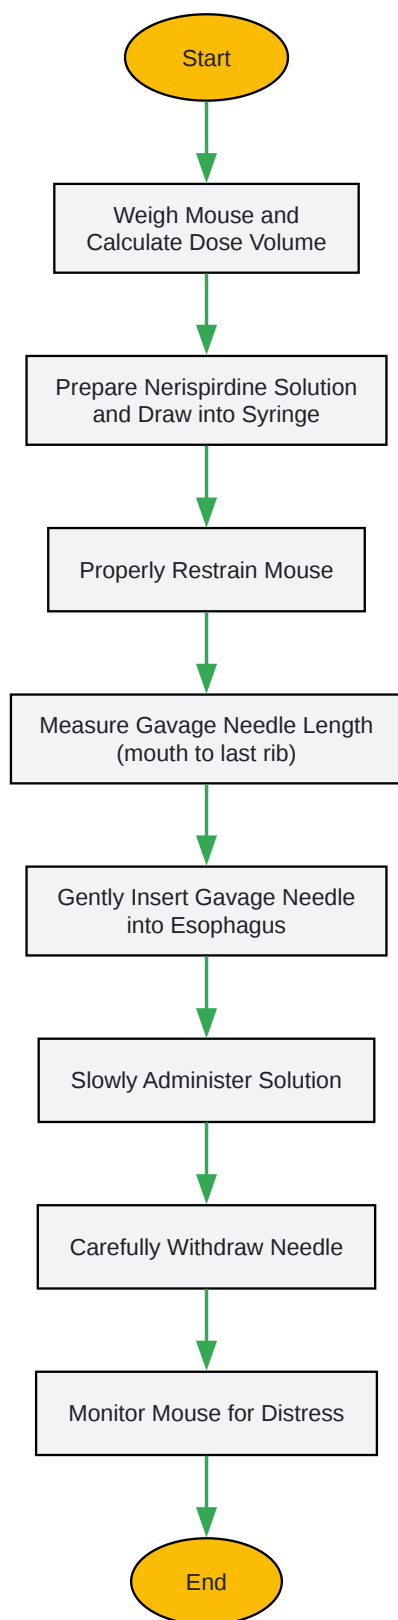 Start
Weigh Mouse and
Calculate Dose Volume
Prepare Nerispirdine Solution
and Draw into Syringe
Properly Restrain Mouse
Measure Gavage Needle Length
(mouth to last rib)
Gently Insert Gavage Needle
into Esophagus
Slowly Administer Solution
Carefully Withdraw Needle
Monitor Mouse for Distress
End